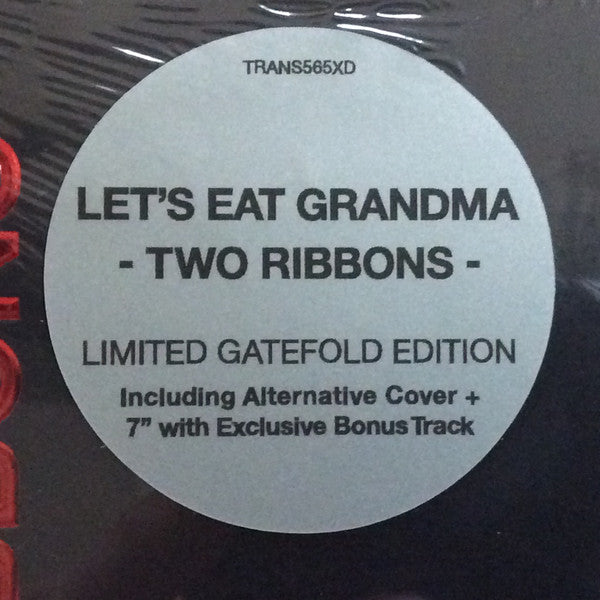 TRANS565XD
LET'S EAT GRANDMA
- TWO RIBBONS -
LIMITED GATEFOLD EDITION
Including Alternative Cover +
7” with Exclusive Bonus Track